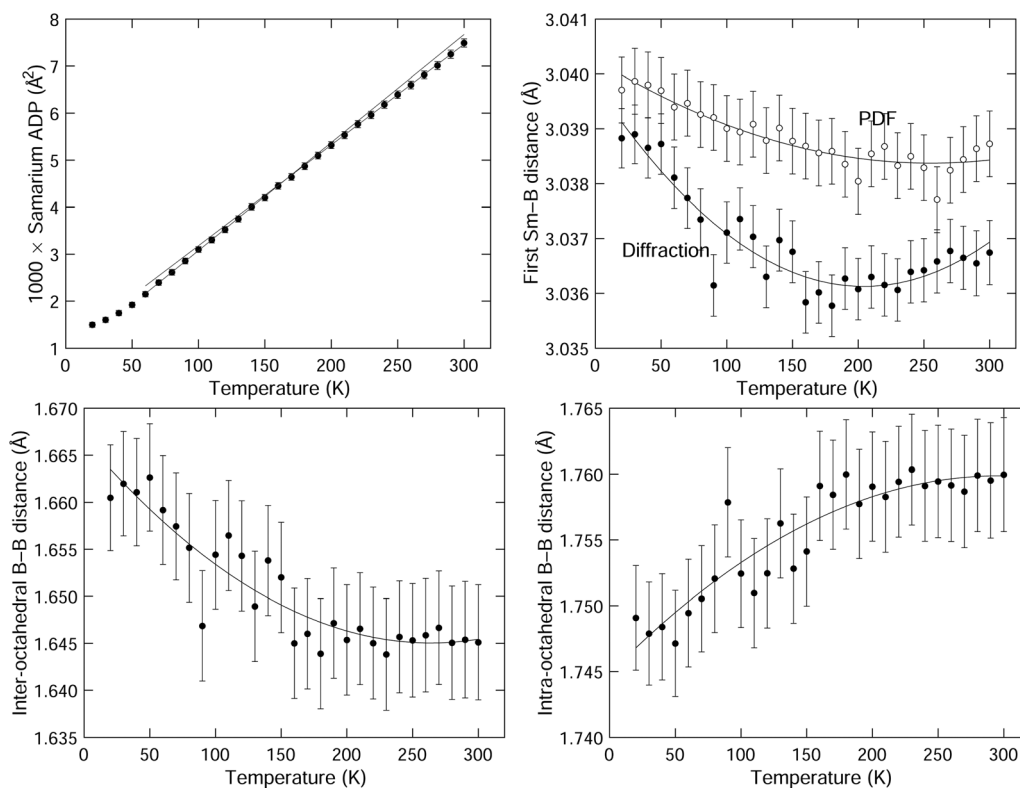 8
7
6
5
4
3
2
1
1000 × Samarium ADP (Å²)
0 50 100 150 200 250 300
Temperature (K)
3.041
3.040
3.039
3.038
3.037
3.036
3.035
First Sm–B distance (Å)
PDF
Diffraction
0 50 100 150 200 250 300
Temperature (K)
1.670
1.665
1.660
1.655
1.650
1.645
1.640
1.635
Inter-octahedral B–B distance (Å)
0 50 100 150 200 250 300
Temperature (K)
1.765
1.760
1.755
1.750
1.745
1.740
Intra-octahedral B–B distance (Å)
0 50 100 150 200 250 300
Temperature (K)